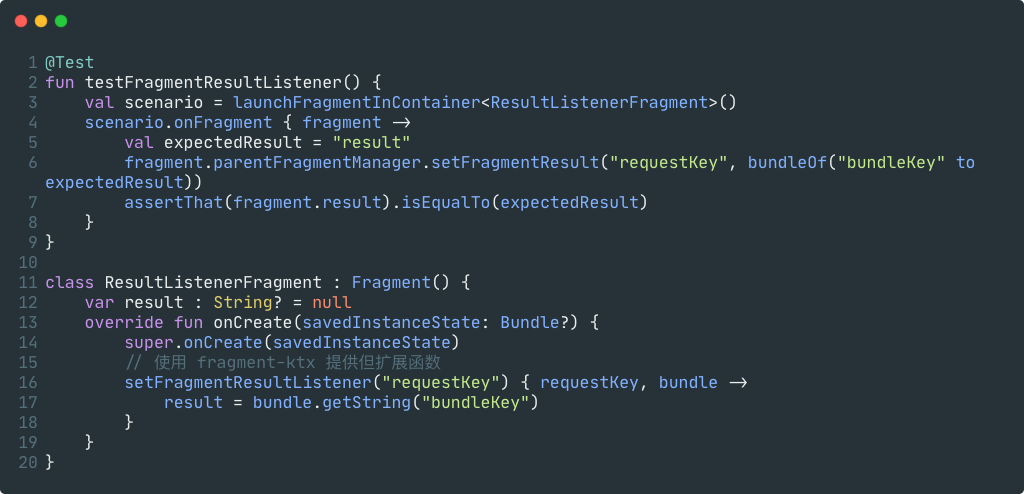 1 @Test
2 fun testFragmentResultListener() {
3     val scenario = launchFragmentInContainer<ResultListenerFragment>()
4     scenario.onFragment { fragment ->
5         val expectedResult = "result"
6         fragment.parentFragmentManager.setFragmentResult("requestKey", bundleOf("bundleKey" to
expectedResult))
7         assertThat(fragment.result).isEqualTo(expectedResult)
8     }
9 }
10
11 class ResultListenerFragment : Fragment() {
12     var result : String? = null
13     override fun onCreate(savedInstanceState: Bundle?) {
14         super.onCreate(savedInstanceState)
15         // 使用 fragment-ktx 提供但扩展函数
16         setFragmentResultListener("requestKey") { requestKey, bundle ->
17             result = bundle.getString("bundleKey")
18         }
19     }
20 }